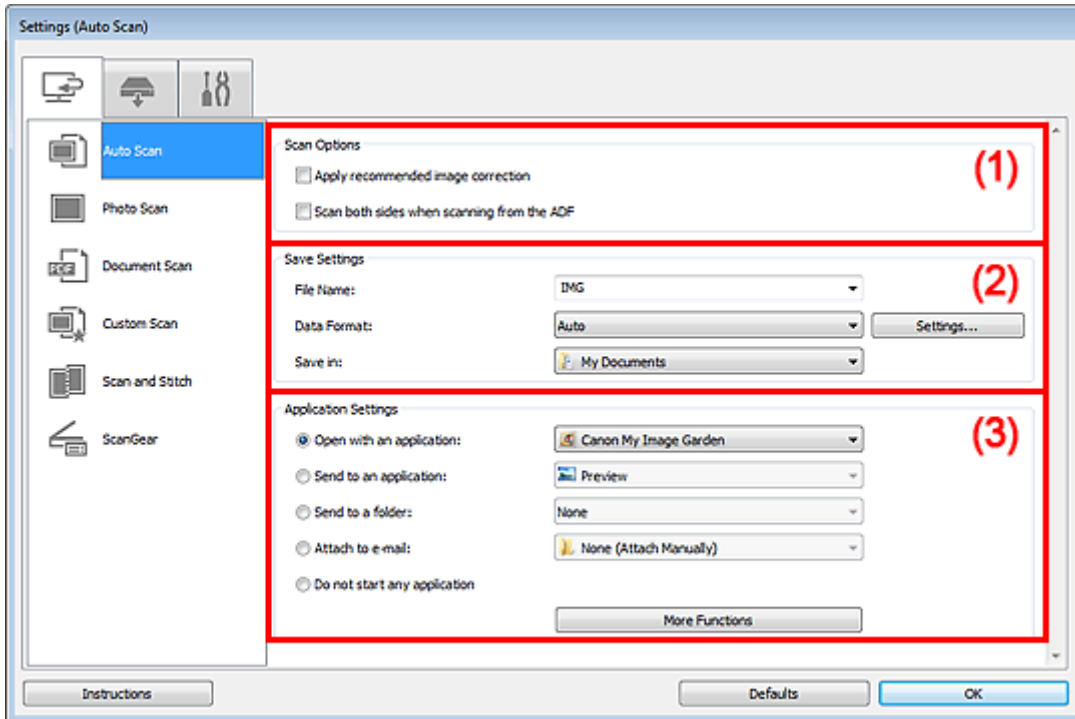 Settings (Auto Scan)
Auto Scan
Photo Scan
Document Scan
Custom Scan
Scan and Stitch
ScanGear
Scan Options
(1)
Apply recommended image correction
Scan both sides when scanning from the ADF
Save Settings
(2)
File Name: IMG
Data Format: Auto Settings...
Save in: My Documents
Application Settings
(3)
Open with an application: Canon My Image Garden
Send to an application: Preview
Send to a folder: None
Attach to e-mail: None (Attach Manually)
Do not start any application
More Functions
Instructions Defaults OK